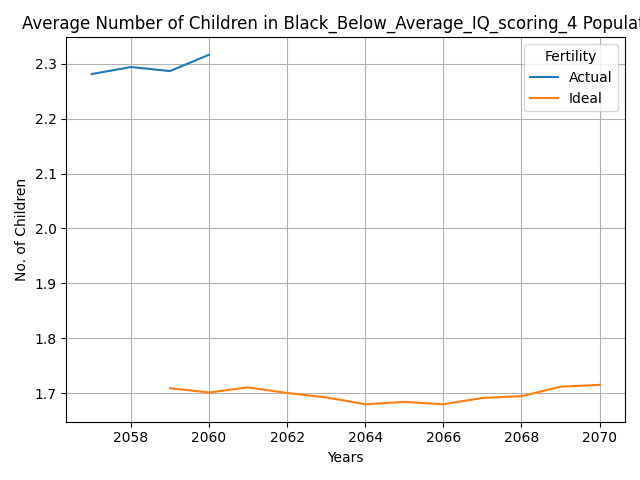 Average Number of Children in Black_Below_Average_IQ_scoring_4 Populat
Fertility
Actual
Ideal
2.3
2.2
2.1
2.0
1.9
1.8
1.7
No. of Children
2058 2060 2062 2064 2066 2068 2070
Years